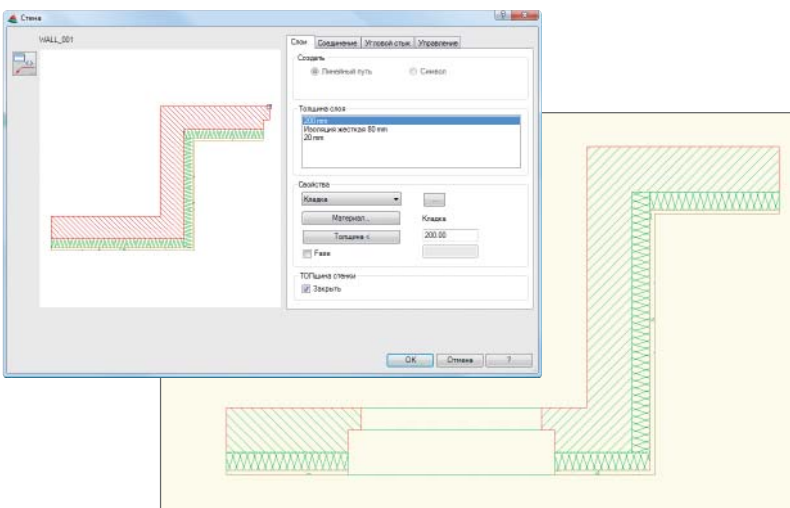 Стена
WALL_001
Слои Соединение Угловой стык Управление
Создать
Линейный путь Символ
Толщина слоя
200 mm
Изоляция жесткая 80 mm
20 mm
Свойства
Кладка ...
Материал... Кладка
Толщина < 200.00
Fase
ТОЛщина стенки
Закрыть
OK Отмена ?